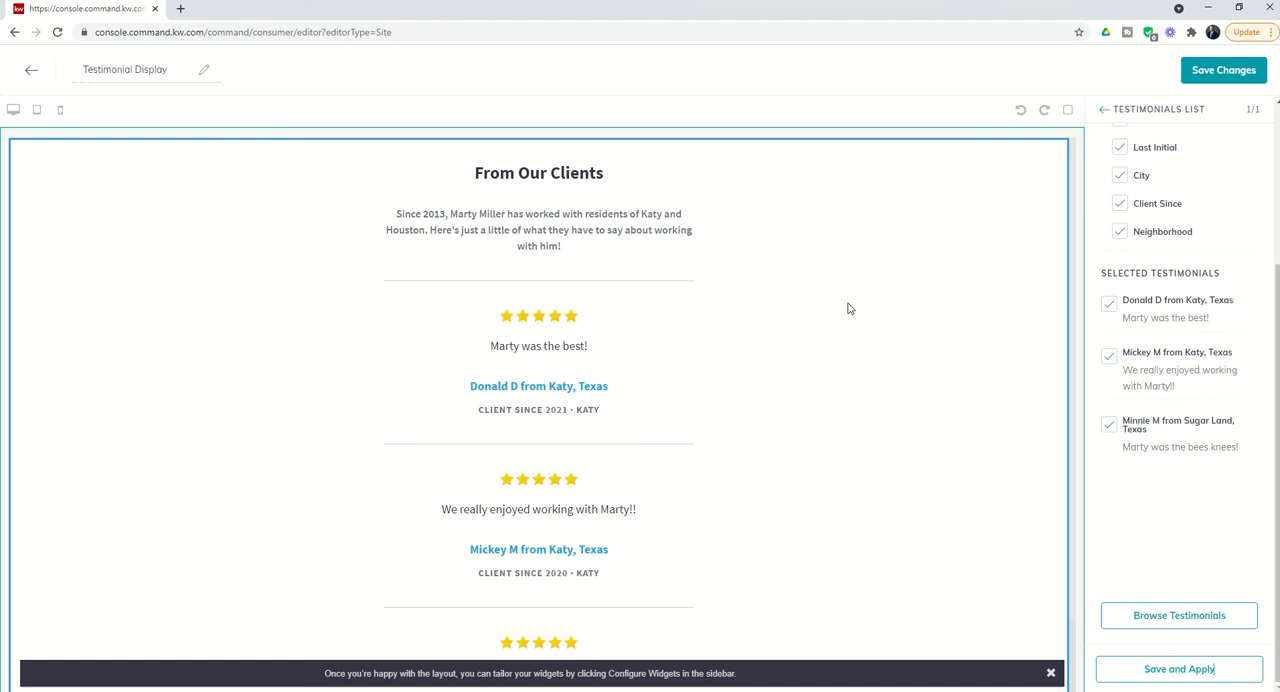 kw https://console.command.kw.com
console.command.kw.com/command/consumer/editor?editorType=Site
0
Update
Testimonial Display
Save Changes
TESTIMONIALS LIST
1/1
Last Initial
City
Client Since
Neighborhood
SELECTED TESTIMONIALS
Donald D from Katy, Texas
Marty was the best!
Mickey M from Katy, Texas
We really enjoyed working
with Marty!!
Minnie M from Sugar Land,
Texas
Marty was the bees knees!
Browse Testimonials
Save and Apply
From Our Clients
Since 2013, Marty Miller has worked with residents of Katy and
Houston. Here's just a little of what they have to say about working
with him!
Marty was the best!
Donald D from Katy, Texas
CLIENT SINCE 2021 • KATY
We really enjoyed working with Marty!!
Mickey M from Katy, Texas
CLIENT SINCE 2020 • KATY
Once you're happy with the layout, you can tailor your widgets by clicking Configure Widgets in the sidebar.